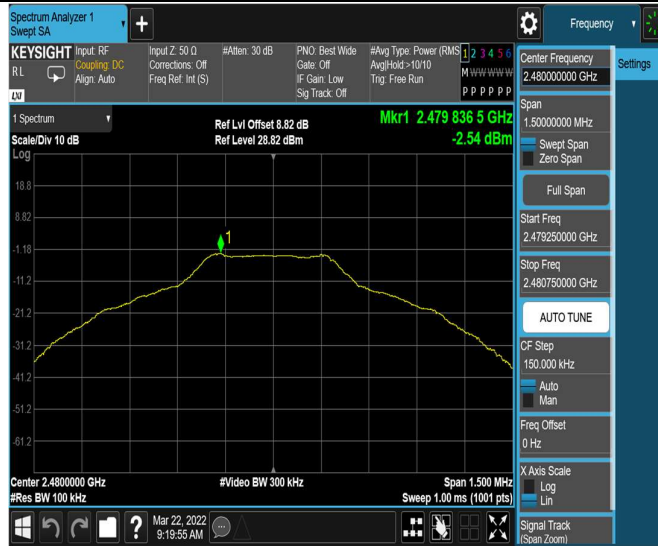 Spectrum Analyzer 1
Swept SA
Frequency
KEYSIGHT
RL
LXI
Input: RF
Coupling: DC
Align: Auto
Input Z: 50 Ω
Corrections: Off
Freq Ref: Int (S)
#Atten: 30 dB
PNO: Best Wide
Gate: Off
IF Gain: Low
Sig Track: Off
#Avg Type: Power (RMS
Avg|Hold:>10/10
Trig: Free Run
1 2 3 4 5 6
M W W W W W
P P P P P P
1 Spectrum
Scale/Div 10 dB
Log
Ref Lvl Offset 8.82 dB
Ref Level 28.82 dBm
Mkr1 2.479 836 5 GHz
-2.54 dBm
18.8
8.82
-1.18
-11.2
-21.2
-31.2
-41.2
-51.2
-61.2
1
Center 2.4800000 GHz
#Res BW 100 kHz
#Video BW 300 kHz
Span 1.500 MHz
Sweep 1.00 ms (1001 pts)
Mar 22, 2022
9:19:55 AM
Center Frequency
2.480000000 GHz
Settings
Span
1.50000000 MHz
Swept Span
Zero Span
Full Span
Start Freq
2.479250000 GHz
Stop Freq
2.480750000 GHz
AUTO TUNE
CF Step
150.000 kHz
Auto
Man
Freq Offset
0 Hz
X Axis Scale
Log
Lin
Signal Track
(Span Zoom)